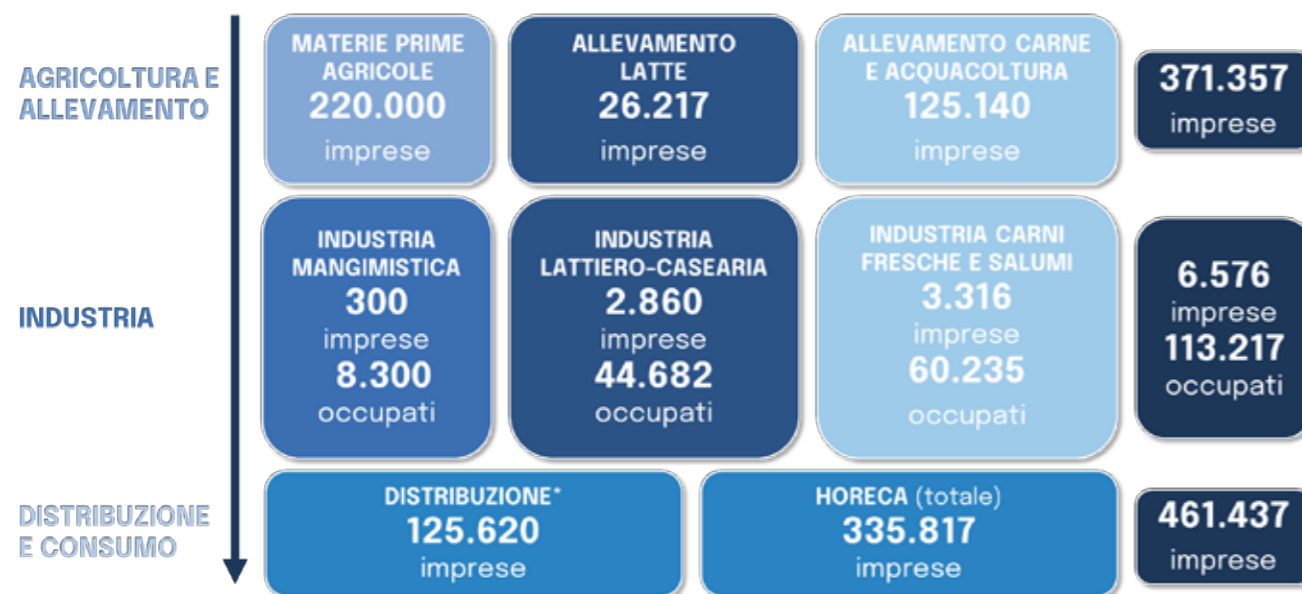 AGRICOLTURA E
ALLEVAMENTO
MATERIE PRIME
AGRICOLE
220.000
imprese
ALLEVAMENTO
LATTE
26.217
imprese
ALLEVAMENTO CARNE
E ACQUACOLTURA
125.140
imprese
371.357
imprese
INDUSTRIA
INDUSTRIA
MANGIMISTICA
300
imprese
8.300
occupati
INDUSTRIA
LATTIERO-CASEARIA
2.860
imprese
44.682
occupati
INDUSTRIA CARNI
FRESCHE E SALUMI
3.316
imprese
60.235
occupati
6.576
imprese
113.217
occupati
DISTRIBUZIONE
E CONSUMO
DISTRIBUZIONE*
125.620
imprese
HORECA (totale)
335.817
imprese
461.437
imprese